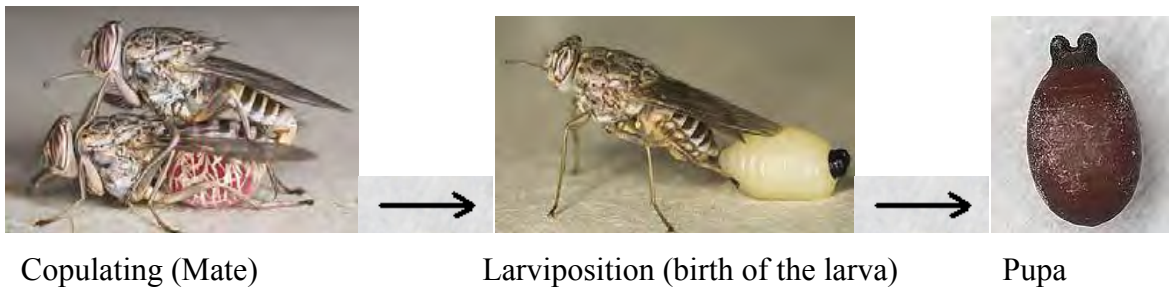 Copulating (Mate) Larviposition (birth of the larva) Pupa